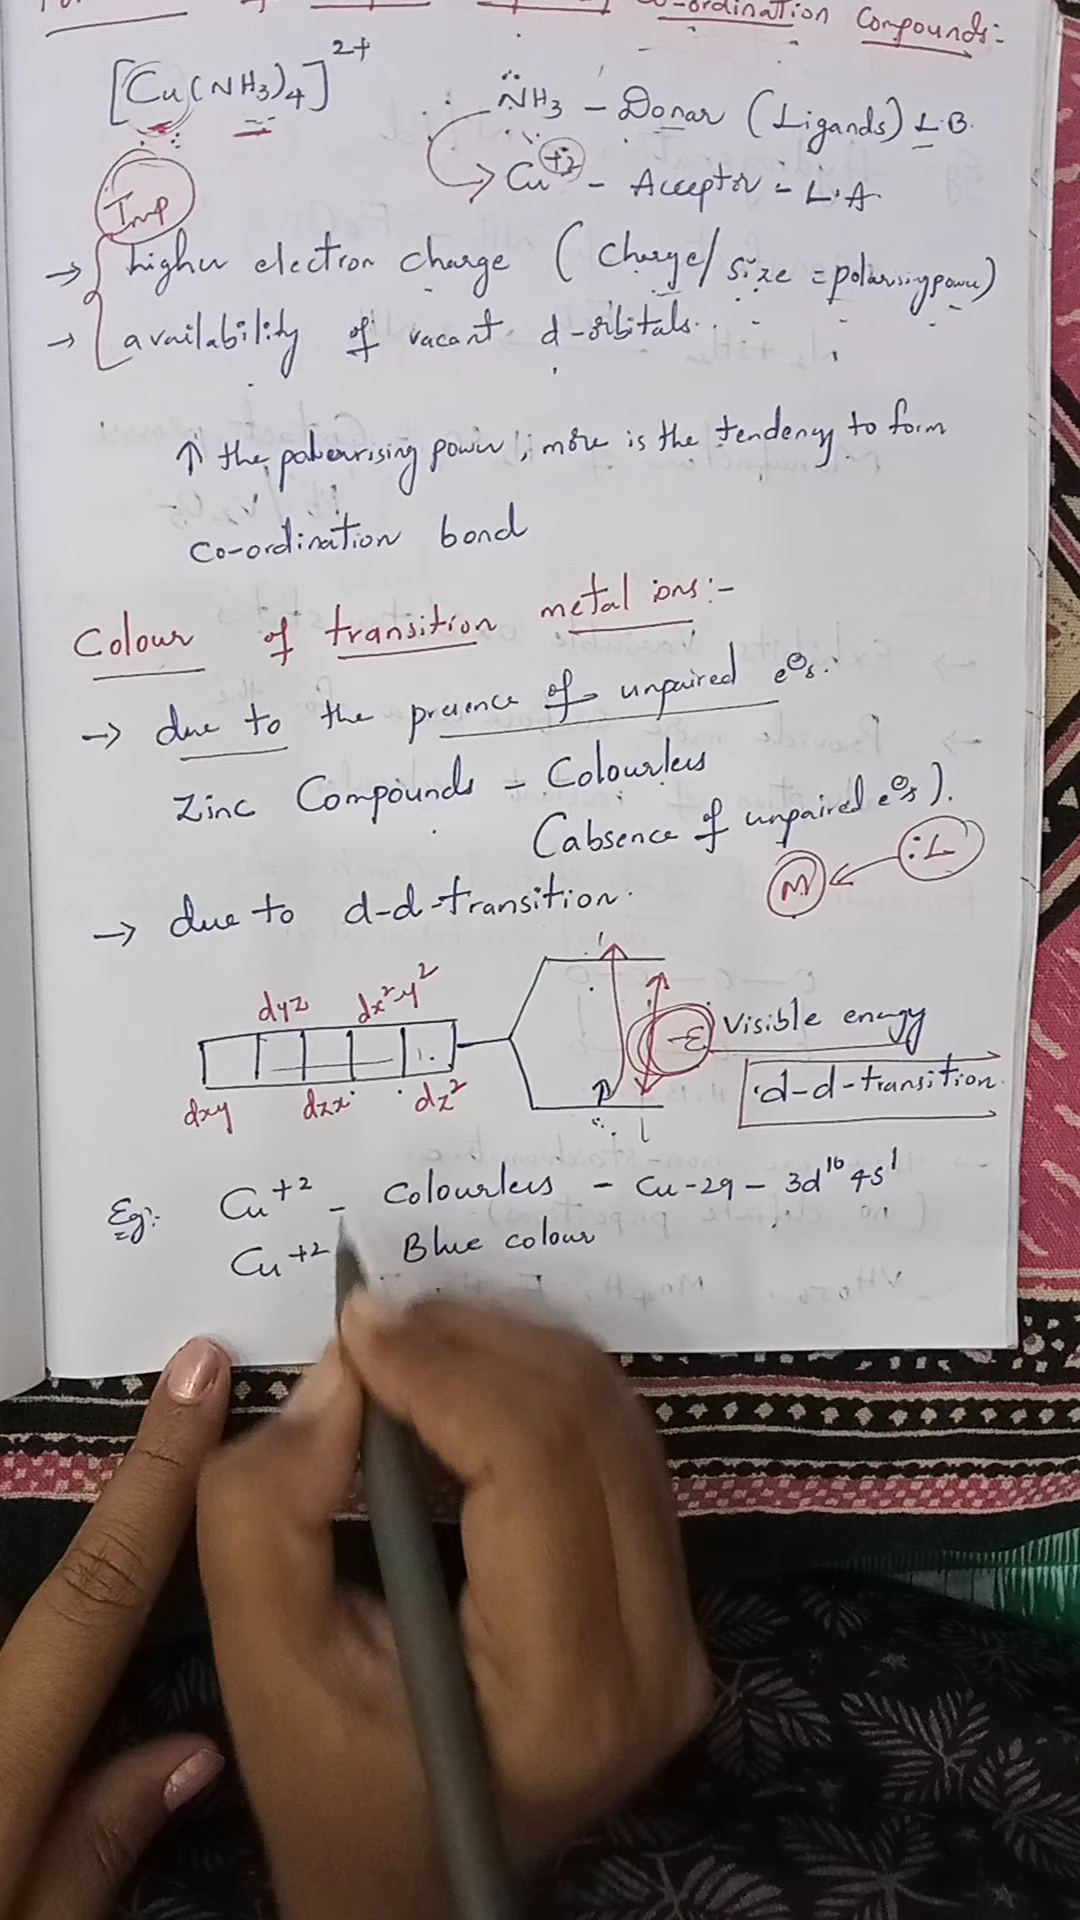 Co-ordination Compounds:-
[Cu(NH3)4]2+
N̈H3 - Donar (Ligands) L.B.
Cu+2 - Acceptor - L.A
Imp
→ higher electron charge (charge/size = polarising power)
→ availability of vacant d-orbitals.
↑ the polearising power, more is the tendency to form
co-ordination bond
Colour of transition metal ions:-
→ due to the presence of unpaired e⊖s.
Zinc Compounds - Colourless
(absence of unpaired e⊖s).
M ← :L
→ due to d-d-transition.
dyz dx²-y²
dxy dzx dz²
-E Visible energy
d-d-transition.
Eg:- Cu+2 - Colourless - Cu-29 - 3d10 4s1
Cu+2 Blue colour